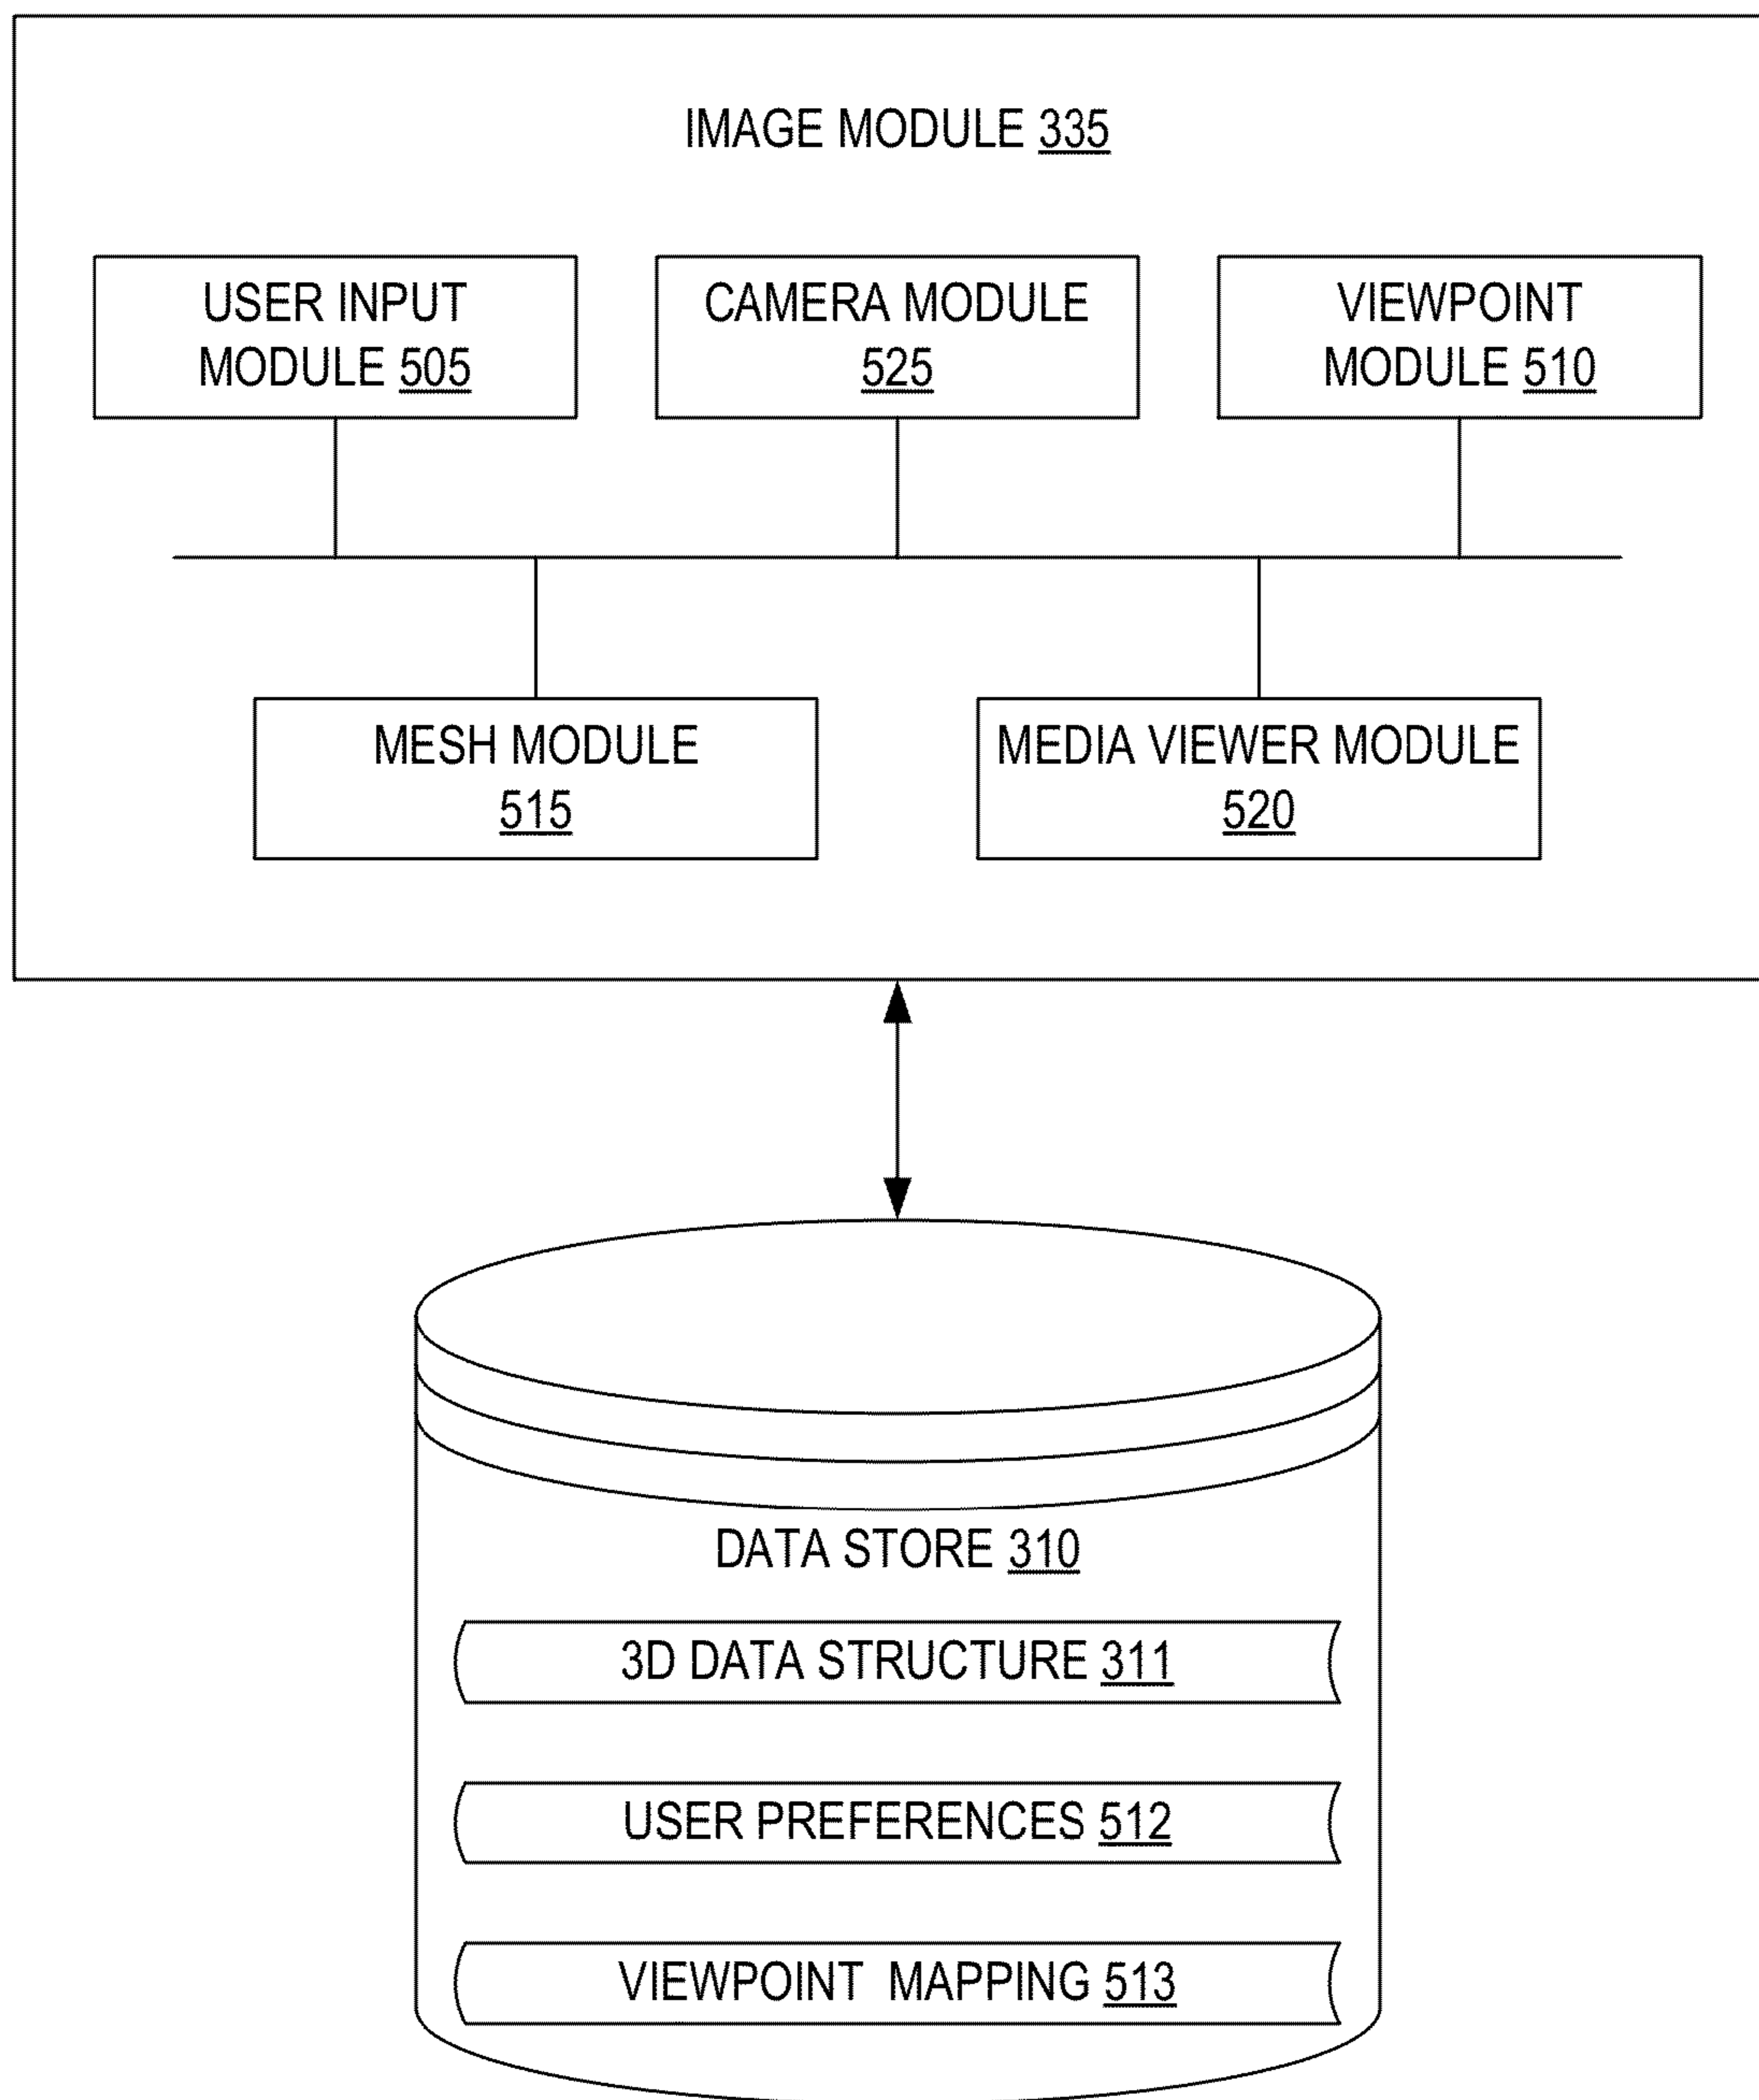 IMAGE MODULE 335
USER INPUT
MODULE 505
CAMERA MODULE
525
VIEWPOINT
MODULE 510
MESH MODULE
515
MEDIA VIEWER MODULE
520
DATA STORE 310
3D DATA STRUCTURE 311
USER PREFERENCES 512
VIEWPOINT MAPPING 513